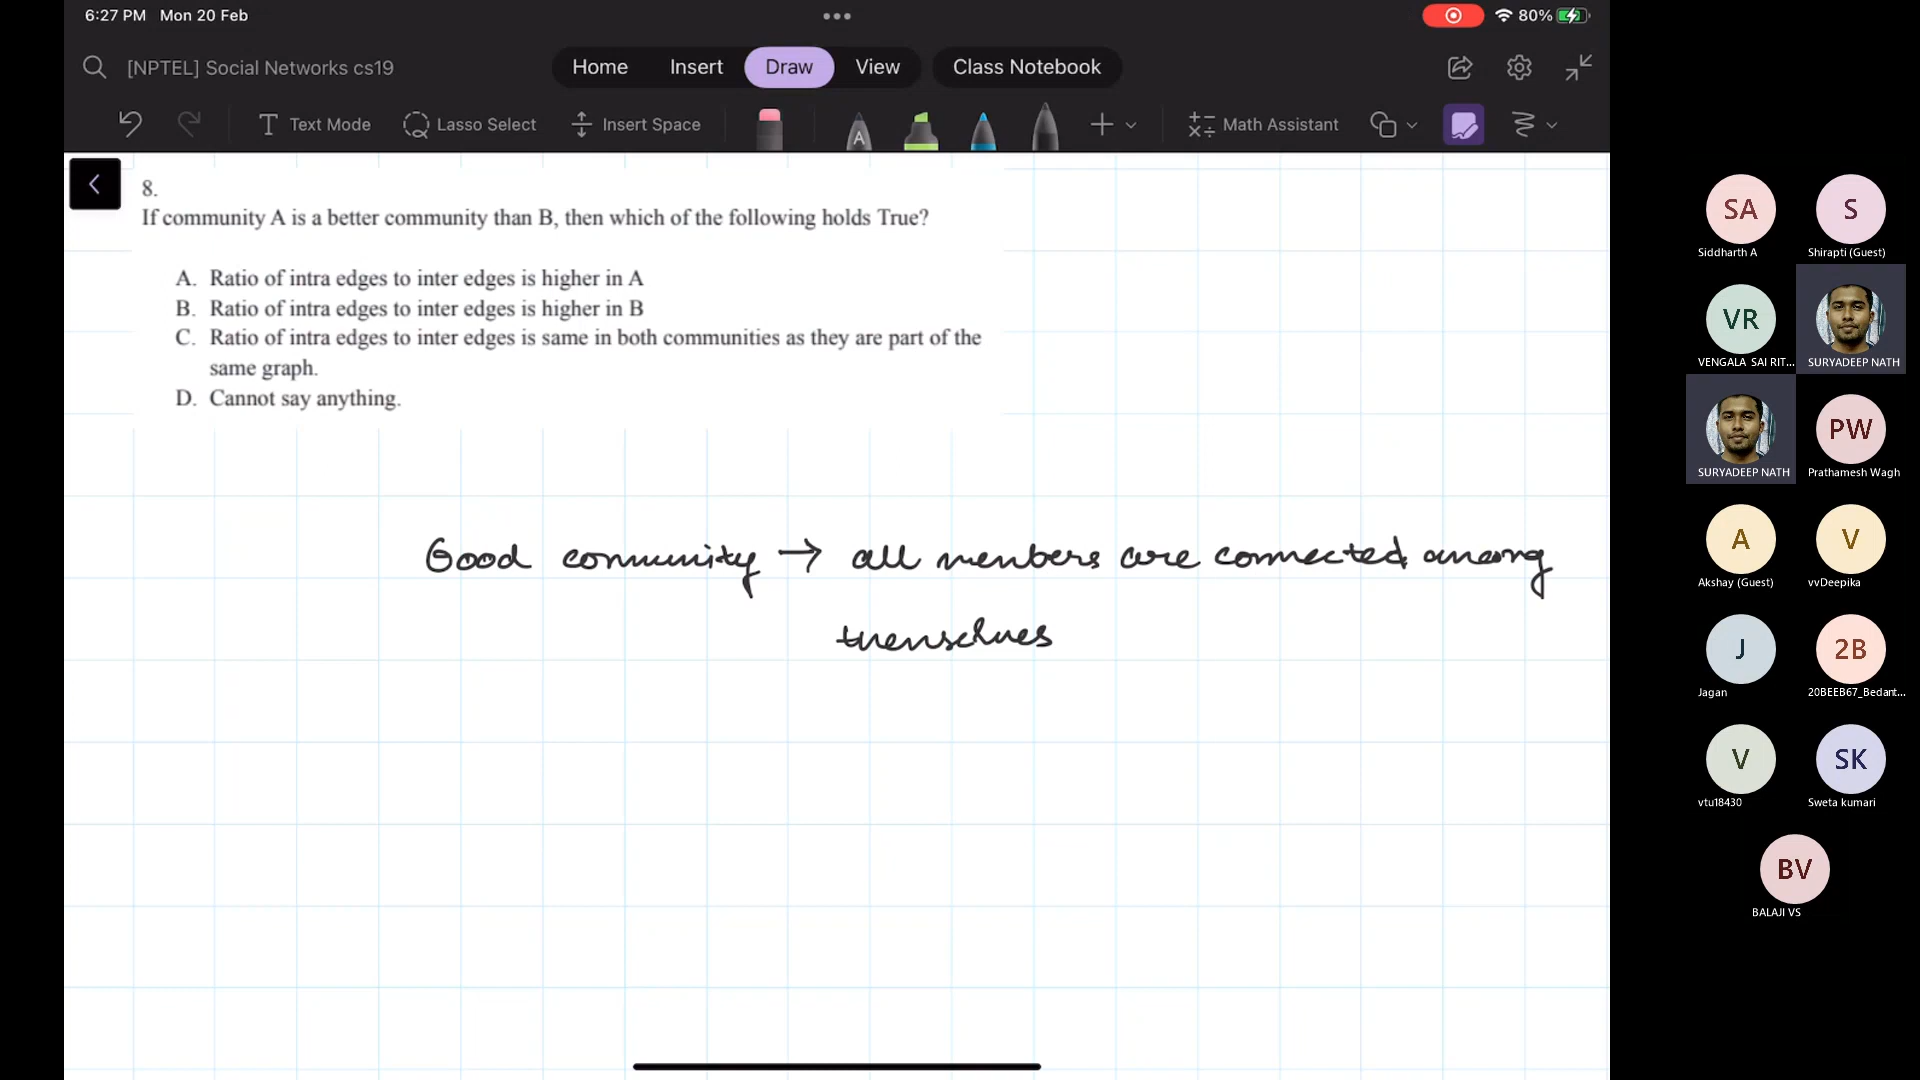 6:27 PM Mon 20 Feb
80%
[NPTEL] Social Networks cs19
Home Insert Draw View Class Notebook
Text Mode Lasso Select Insert Space A Math Assistant
8.
If community A is a better community than B, then which of the following holds True?
A. Ratio of intra edges to inter edges is higher in A
B. Ratio of intra edges to inter edges is higher in B
C. Ratio of intra edges to inter edges is same in both communities as they are part of the
same graph.
D. Cannot say anything.
Good community → all members are connected among
themselves
SA S
Siddharth A Shirapti (Guest)
VR
VENGALA SAI RIT... SURYADEEP NATH
PW
SURYADEEP NATH Prathamesh Wagh
A V
Akshay (Guest) vvDeepika
J 2B
Jagan 20BEEB67_Bedant...
V SK
vtu18430 Sweta kumari
BV
BALAJI VS